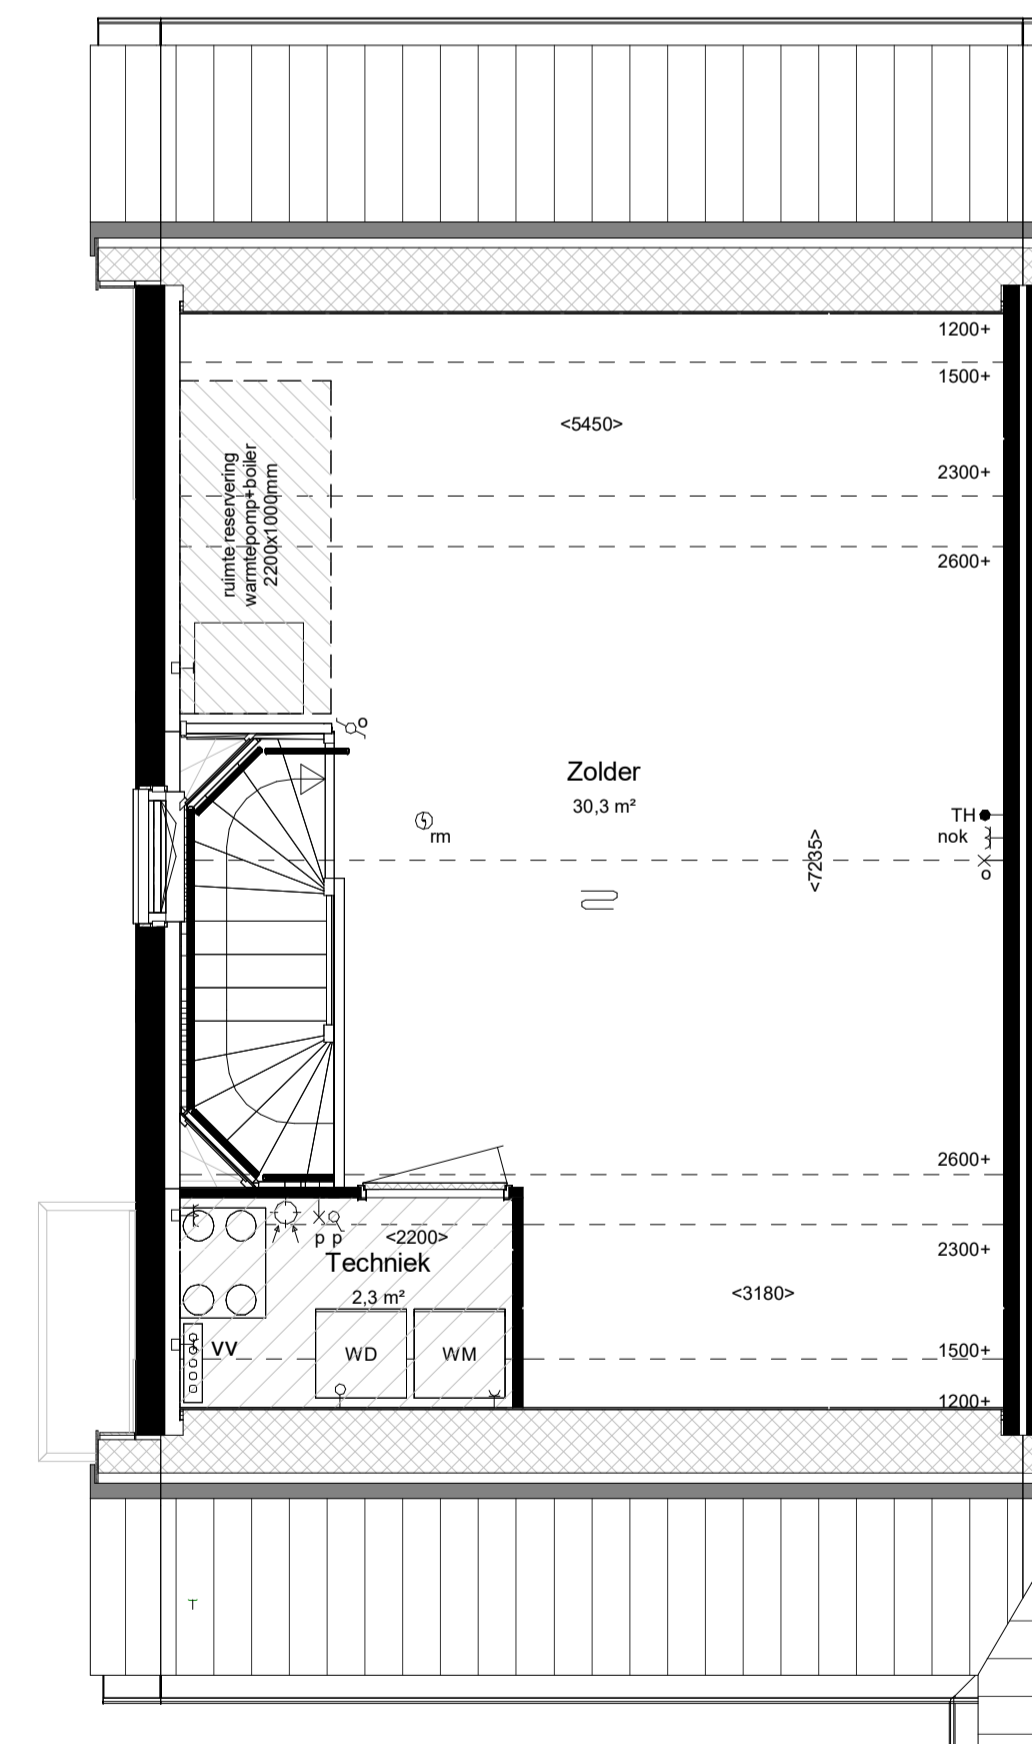 1200+
1500+
<5450>
2300+
2600+
ruimte reservering
warmtepomp+boiler
2200x1000mm
o
Zolder
30,3 m²
rm
TH
nok
<7235>
o
2600+
p p
<2200>
Techniek
2,3 m²
2300+
<3180>
VV
WD
WM
1500+
1200+